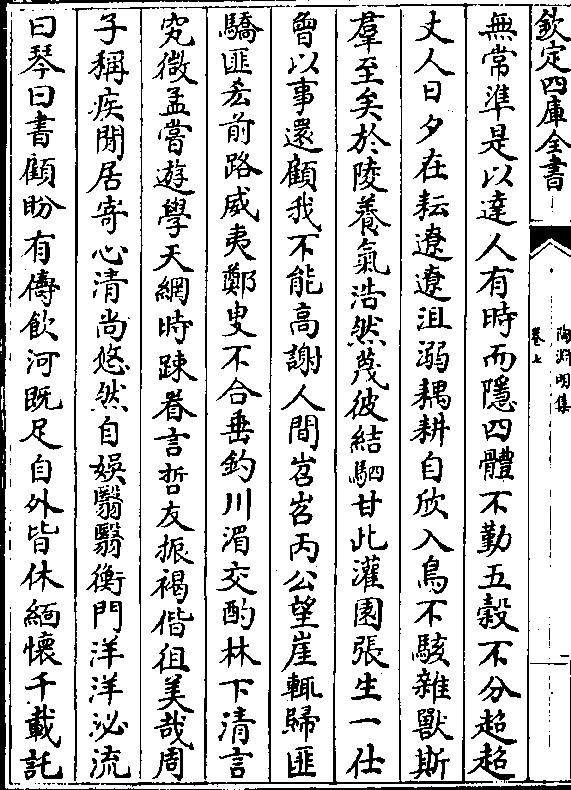 欽定四庫全書
陶淵明集
卷七
一
無常準是以達人有時而隱四體不勤五穀不分超超
丈人日夕在耘遼遼沮溺耦耕自欣入鳥不駭雜獸斯
羣至矣於陵養氣浩然蔑彼結駟甘此灌園張生一仕
曾以事還顧我不能高謝人間岧岧丙公望崖輒歸匪
驕匪吝前路威夷鄭叟不合垂釣川湄交酌林下清言
究微孟嘗遊學天網時疎眷言哲友振褐偕徂美哉周
子稱疾閒居寄心清尚悠然自娛翳翳衡門洋洋泌流
曰琴曰書顧盼有儔飲河既足自外皆休緬懷千載託